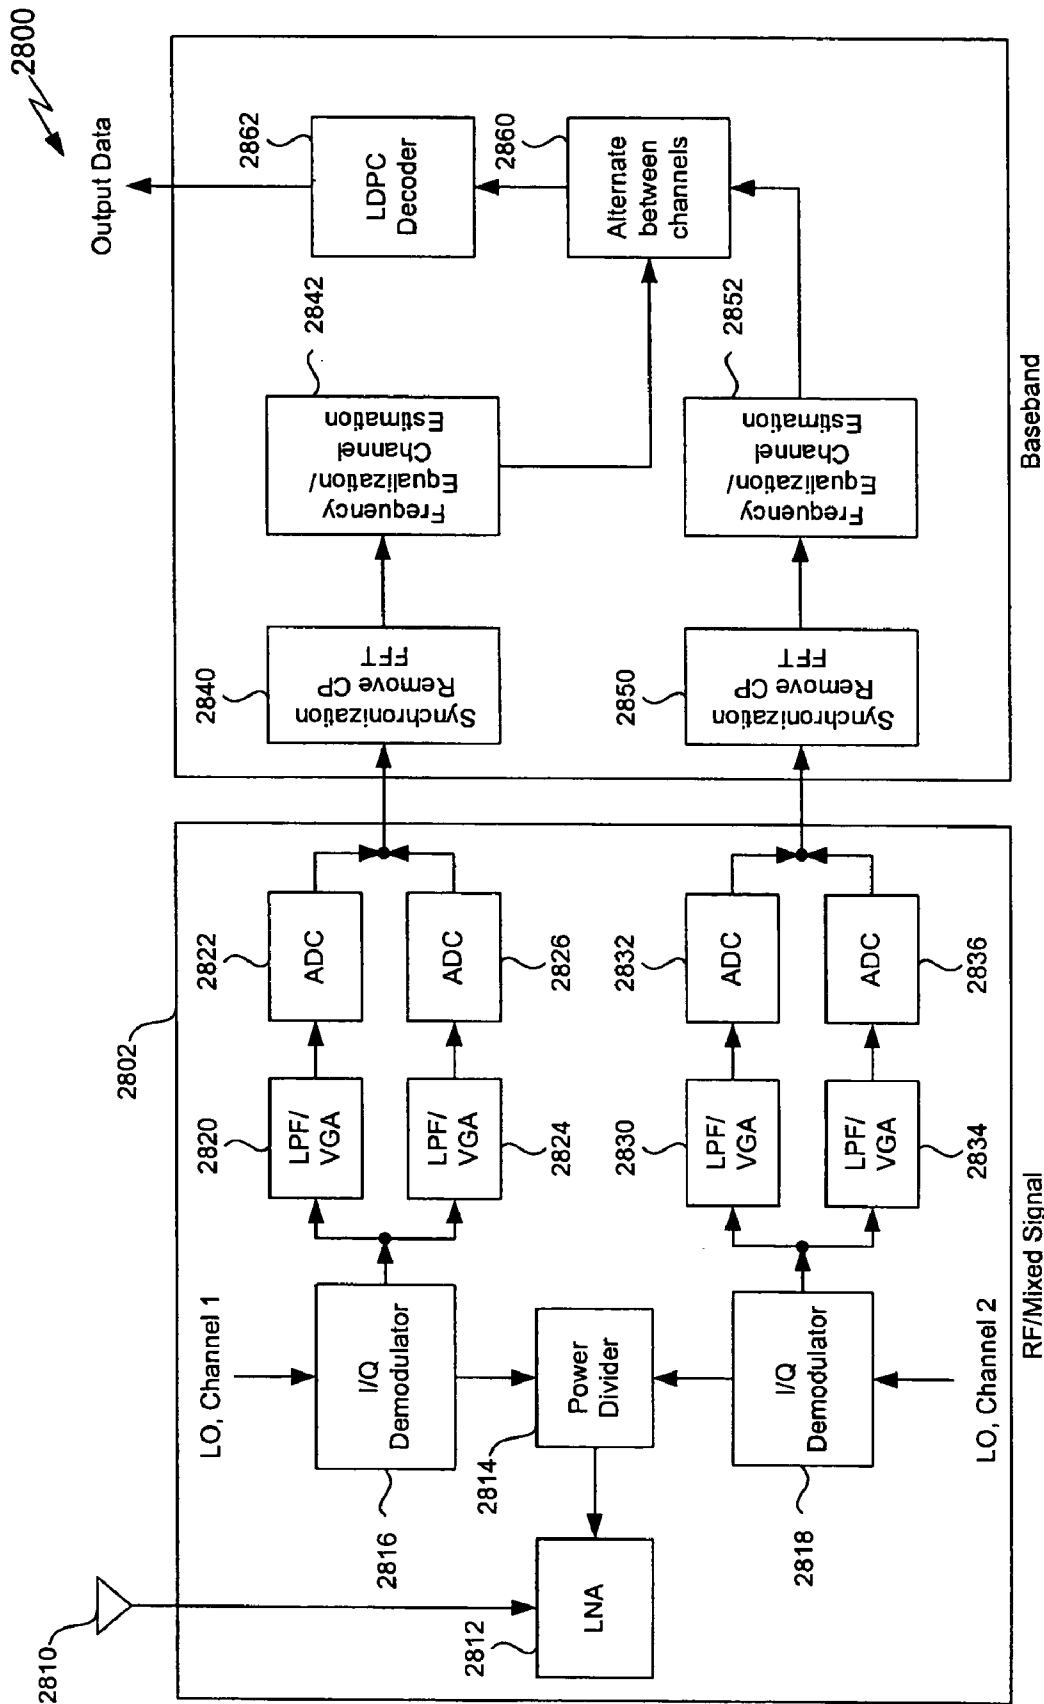 2800
Output Data
2862
LDPC
Decoder
2860
Alternate
between
channels
2842
Frequency
Equalization/
Channel
Estimation
2852
Frequency
Equalization/
Channel
Estimation
2840
Synchronization
Remove CP
FFT
2850
Synchronization
Remove CP
FFT
Baseband
2802
2822
ADC
2826
ADC
2832
ADC
2836
ADC
2820
LPF/
VGA
2824
LPF/
VGA
2830
LPF/
VGA
2834
LPF/
VGA
LO, Channel 1
I/Q
Demodulator
2816
Power
Divider
2814
I/Q
Demodulator
2818
LO, Channel 2
2810
2812
LNA
RF/Mixed Signal